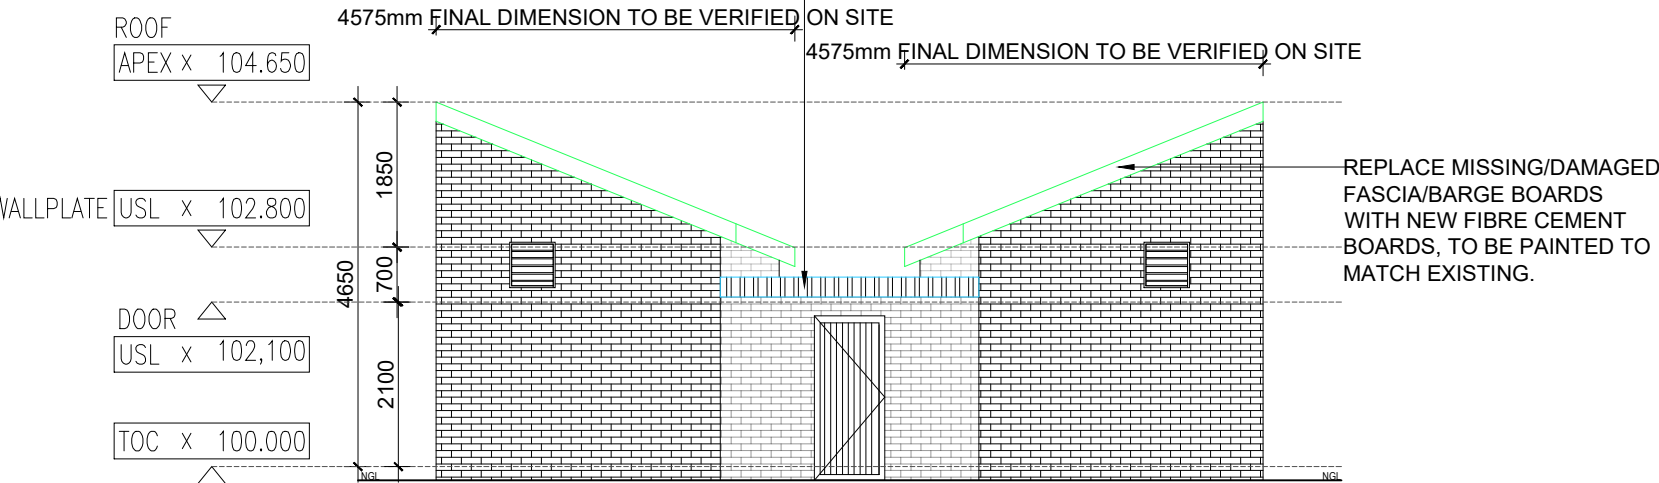 4575mm FINAL DIMENSION TO BE VERIFIED ON SITE
4575mm FINAL DIMENSION TO BE VERIFIED ON SITE
ROOF
APEX X 104.650
WALLPLATE USL X 102.800
DOOR
USL X 102,100
TOC X 100.000
1850
700
4650
2100
REPLACE MISSING/DAMAGED
FASCIA/BARGE BOARDS
WITH NEW FIBRE CEMENT
BOARDS, TO BE PAINTED TO
MATCH EXISTING.
NGL
NGL